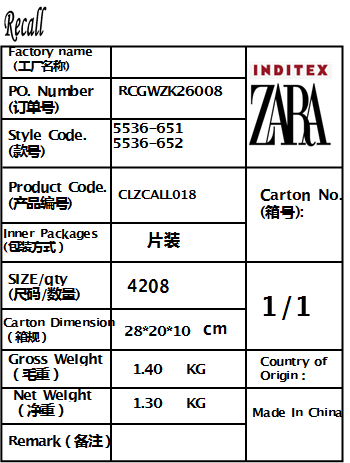 Recall
Factory name
(工厂名称)
PO. Number
(订单号)
RCGWZK26008
INDITEX
ZARA
Style Code.
(款号)
5536-651
5536-652
Product Code.
(产品编号)
CLZCALL018
Carton No.
(箱号):
Inner Packages
(包装方式)
片装
SIZE/qty
(尺码/数量)
4208
1/1
Carton Dimension
(箱规)
28*20*10 cm
Gross Weight
(毛重)
1.40 KG
Country of
Origin:
Net Weight
(净重)
1.30 KG
Made In China
Remark(备注)